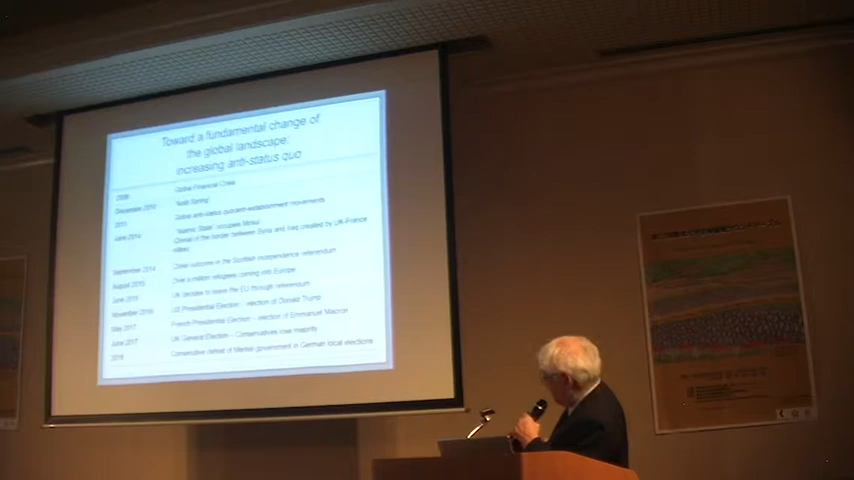 Toward a fundamental change of
the global landscape:
increasing anti-status quo
2008 Global Financial Crisis
December 2010 "Arab Spring"
2011 Global anti-status quo/anti-establishment movements
June 2014 "Islamic State" occupies Mosul
Change in the border between Syria and Iraq created by UK-France
September 2014 Close outcome in the Scottish independence referendum
August 2015 Over a million refugees coming into Europe
June 2015 UK decides to leave the EU through referendum
November 2016 US Presidential Election – election of Donald Trump
May 2017 French Presidential Election – election of Emmanuel Macron
June 2017 UK General Election – Conservatives lose majority
2018 Consecutive defeat of Merkel government in German local elections